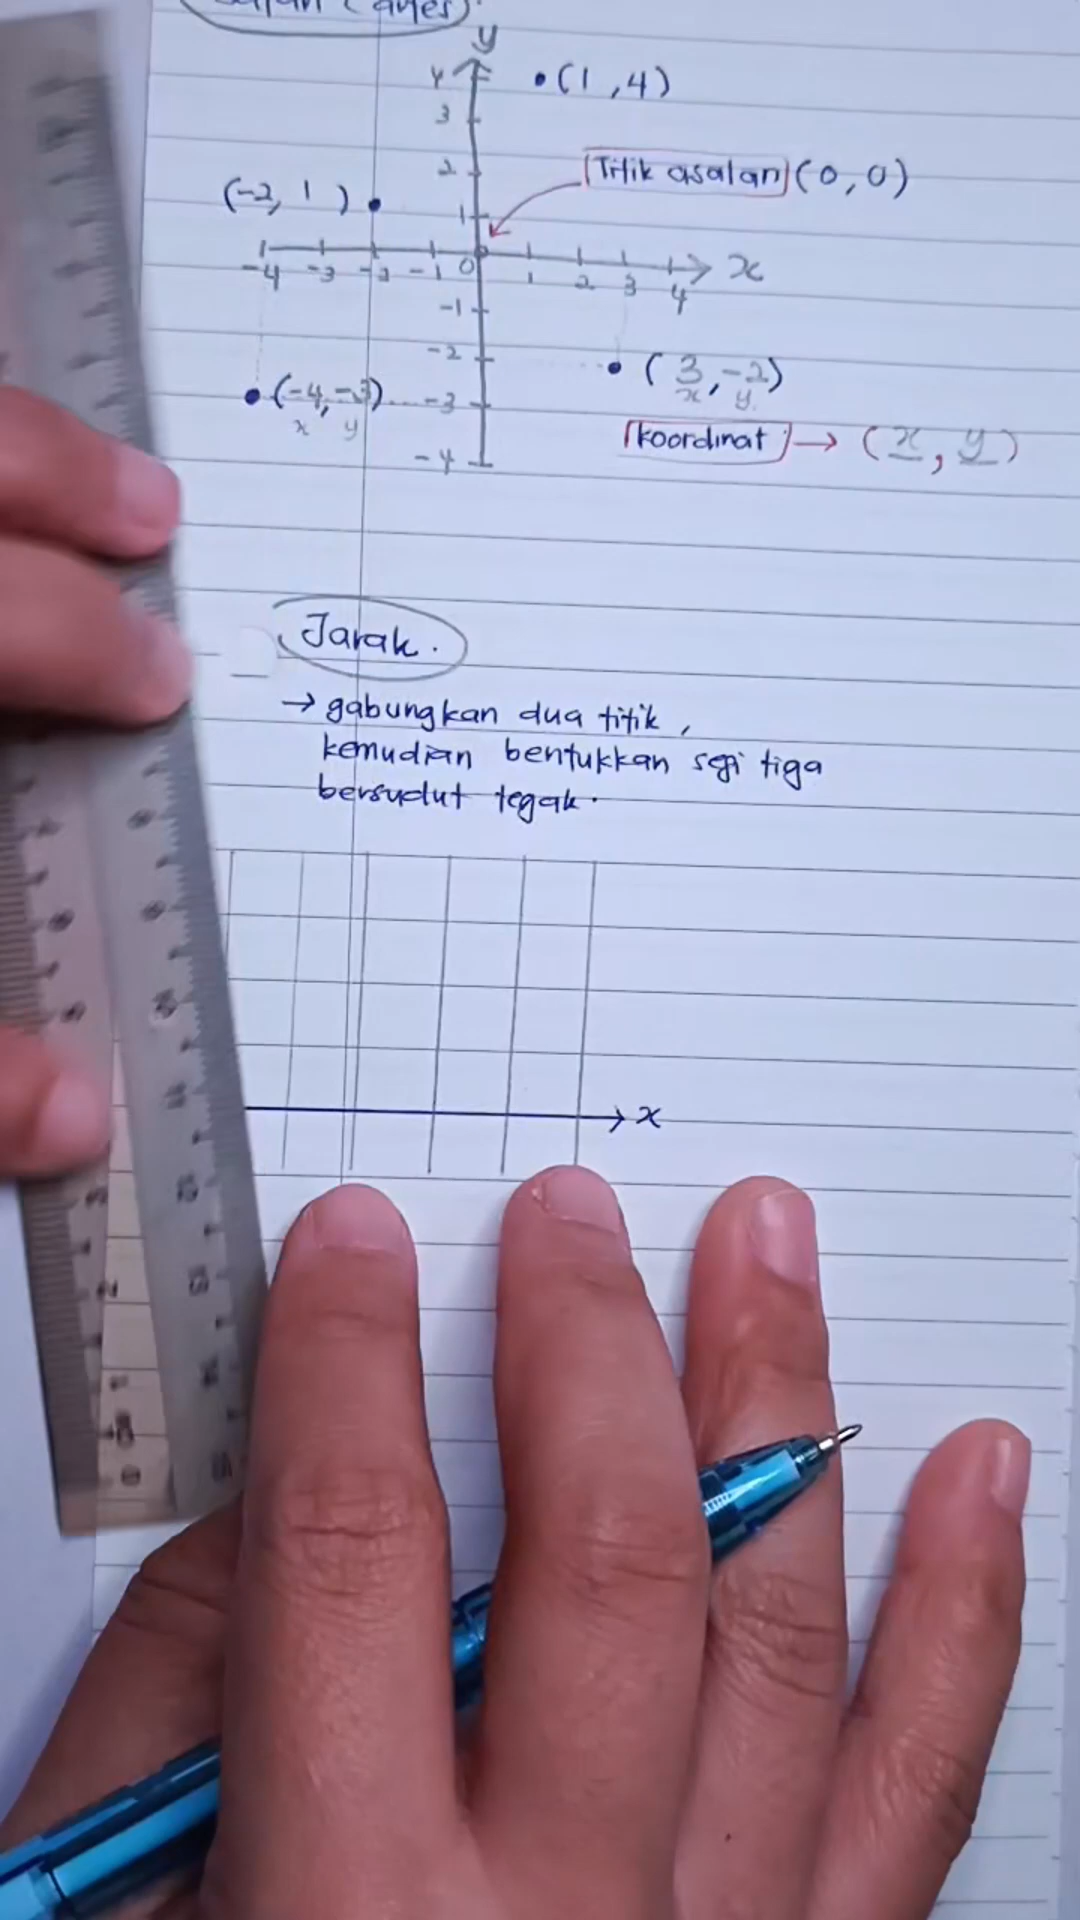 y
4
(1, 4)
3
2
Titik asalan (0, 0)
(-2, 1)
1
-4 -3 -2 -1 0 1 2 3 4 x
-1
-2
(3, -2)
x y
(-4, -3)
-3
x y
koordinat → (x, y)
-4
Jarak.
→ gabungkan dua titik,
kemudian bentukkan segi tiga
bersudut tegak.
x